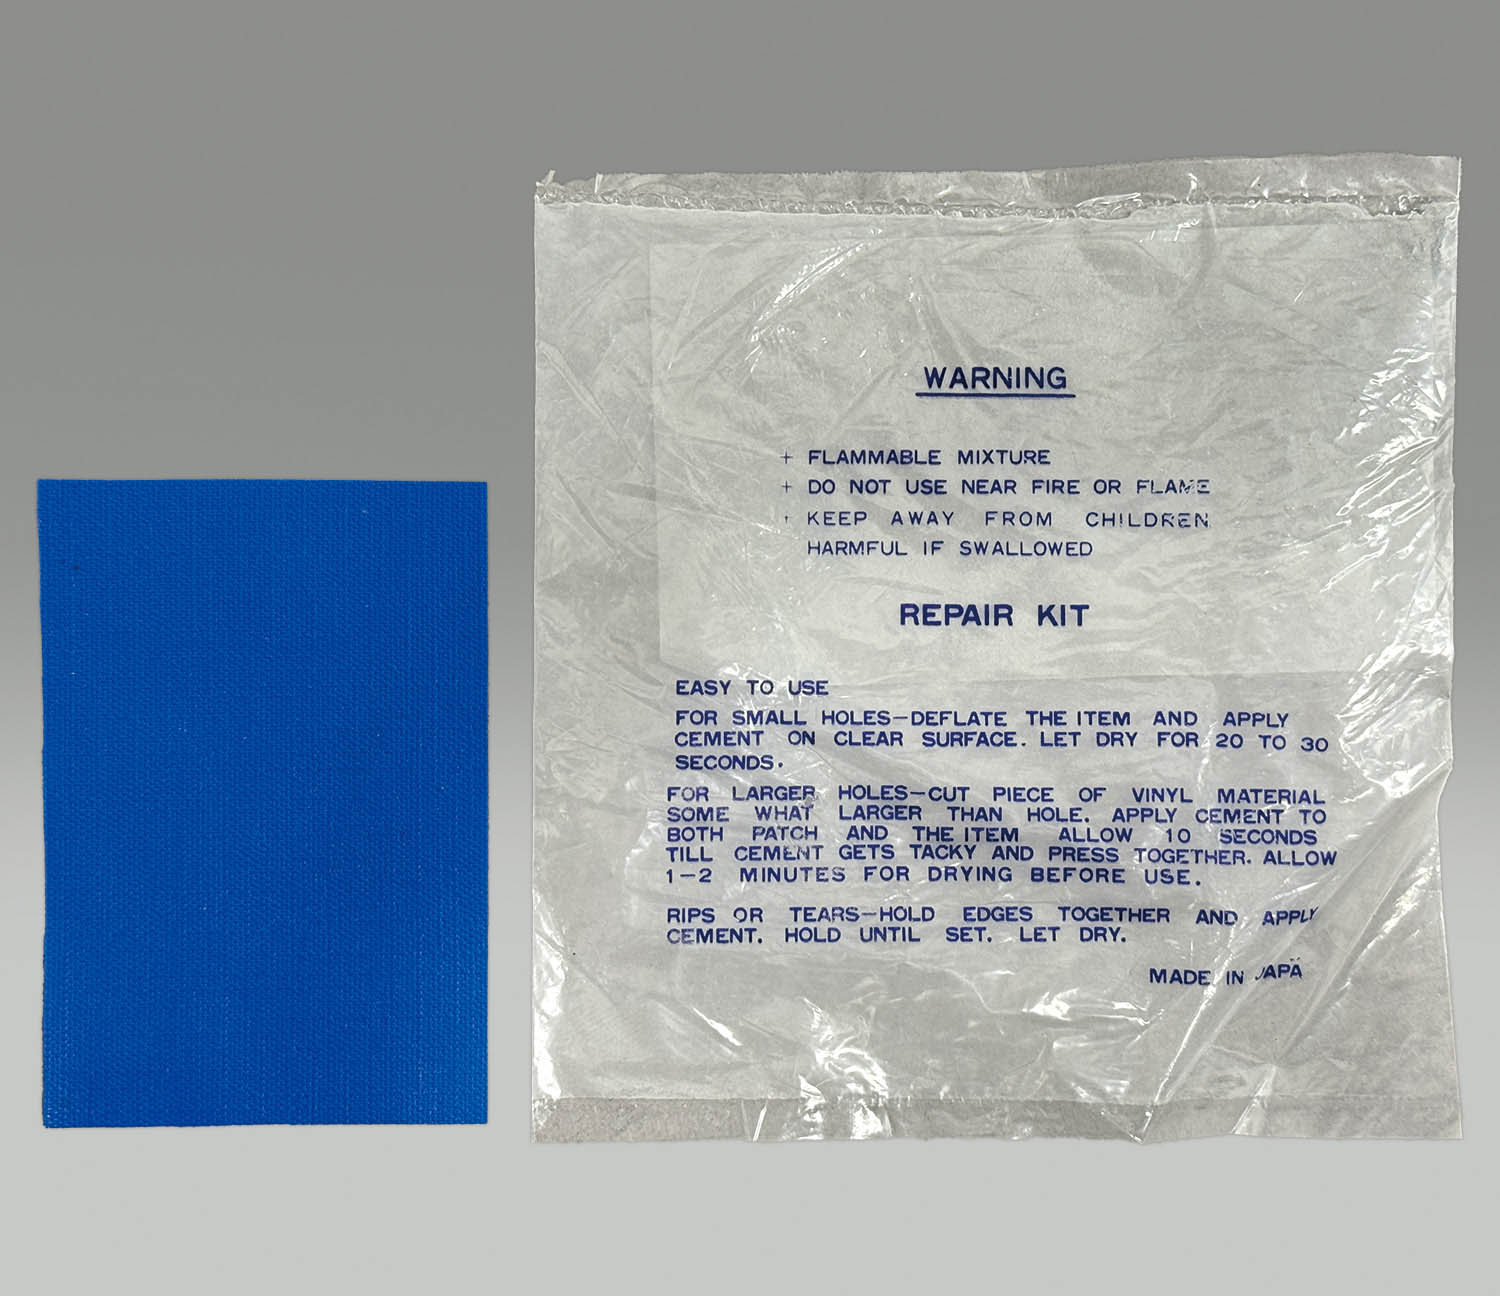 WARNING
+ FLAMMABLE MIXTURE
+ DO NOT USE NEAR FIRE OR FLAME
+ KEEP AWAY FROM CHILDREN
HARMFUL IF SWALLOWED
REPAIR KIT
EASY TO USE
FOR SMALL HOLES—DEFLATE THE ITEM AND APPLY
CEMENT ON CLEAR SURFACE. LET DRY FOR 20 TO 30
SECONDS.
FOR LARGER HOLES—CUT PIECE OF VINYL MATERIAL
SOME WHAT LARGER THAN HOLE. APPLY CEMENT TO
BOTH PATCH AND THE ITEM ALLOW 10 SECONDS
TILL CEMENT GETS TACKY AND PRESS TOGETHER. ALLOW
1—2 MINUTES FOR DRYING BEFORE USE.
RIPS OR TEARS—HOLD EDGES TOGETHER AND APPLY
CEMENT. HOLD UNTIL SET. LET DRY.
MADE IN JAPA